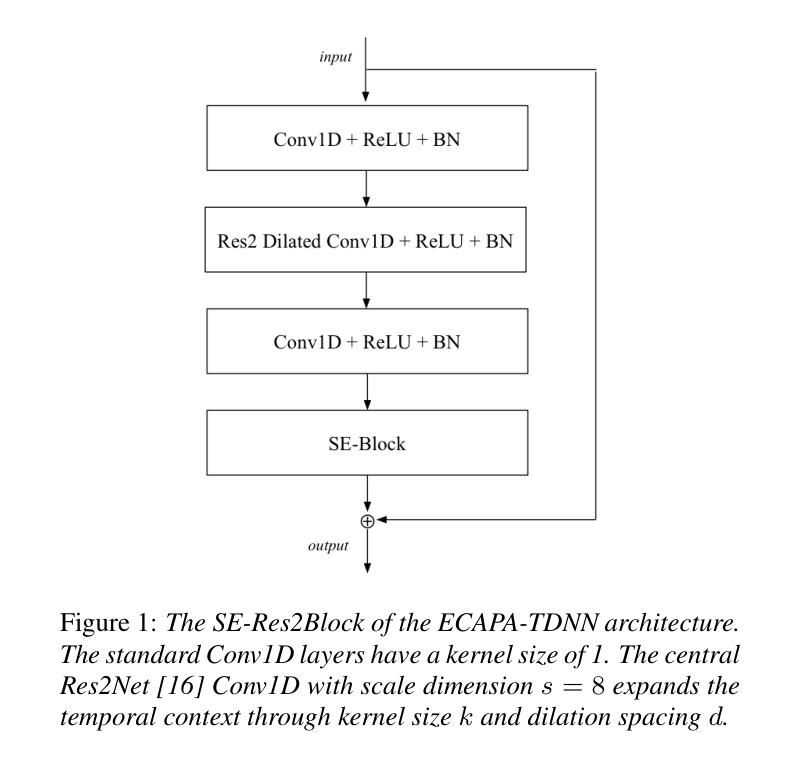 input
Conv1D + ReLU + BN
Res2 Dilated Conv1D + ReLU + BN
Conv1D + ReLU + BN
SE-Block
output
Figure 1: The SE-Res2Block of the ECAPA-TDNN architecture.
The standard Conv1D layers have a kernel size of 1. The central
Res2Net [16] Conv1D with scale dimension s = 8 expands the
temporal context through kernel size k and dilation spacing d.